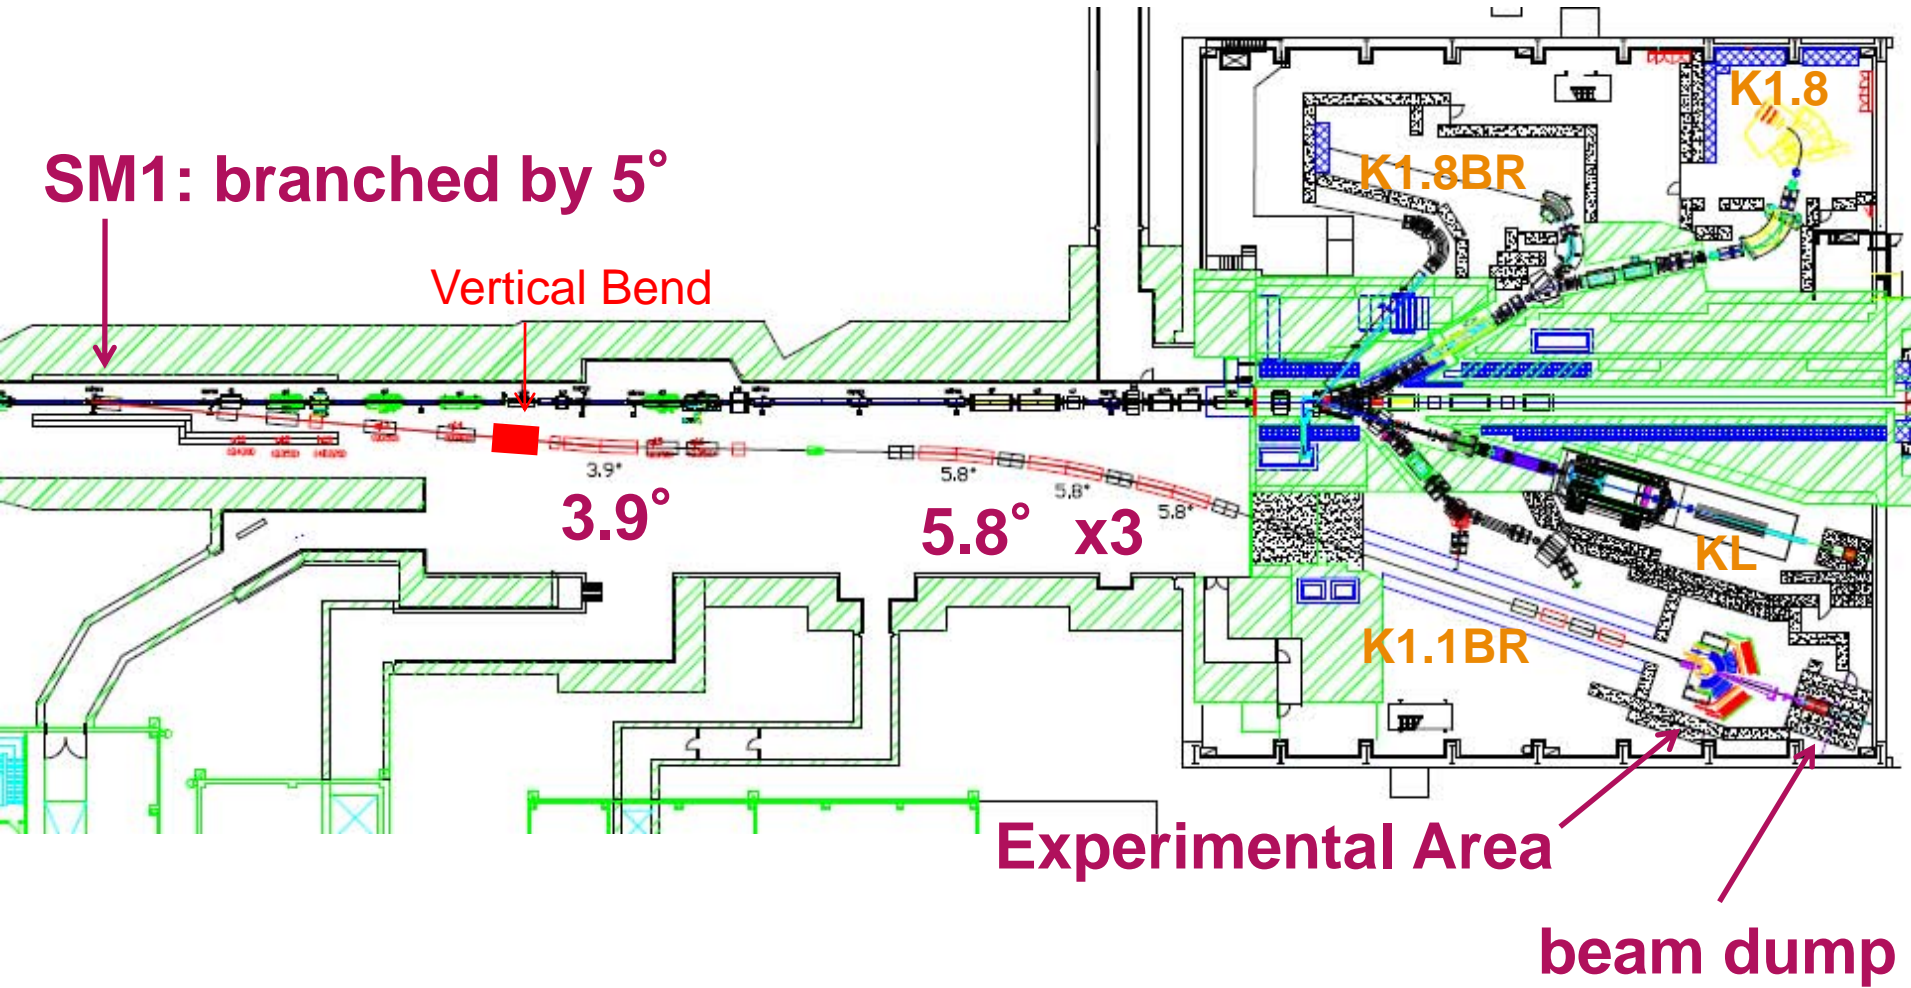 K1.8
SM1: branched by 5°
K1.8BR
Vertical Bend
3.9°
5.8°
5.8°
5.8°
3.9°
5.8° x3
KL
K1.1BR
Experimental Area
beam dump